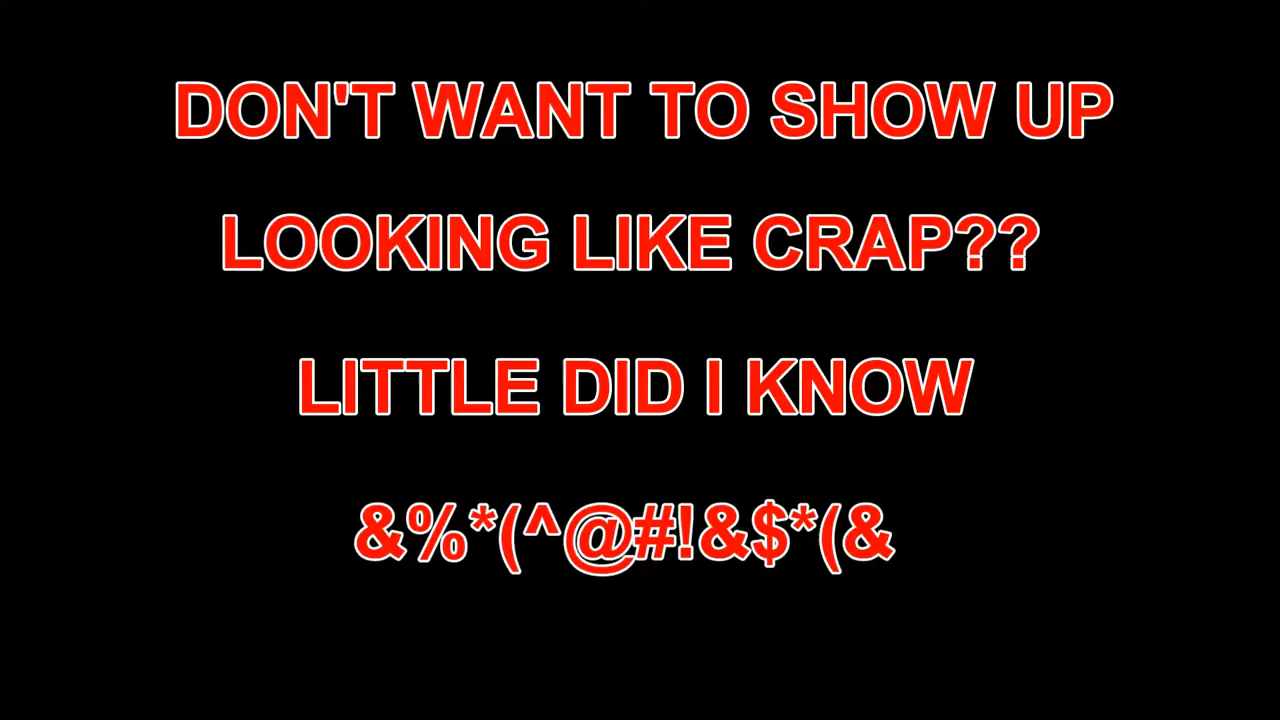 DON'T WANT TO SHOW UP
LOOKING LIKE CRAP??
LITTLE DID I KNOW
&%*(^@#!&$*(&